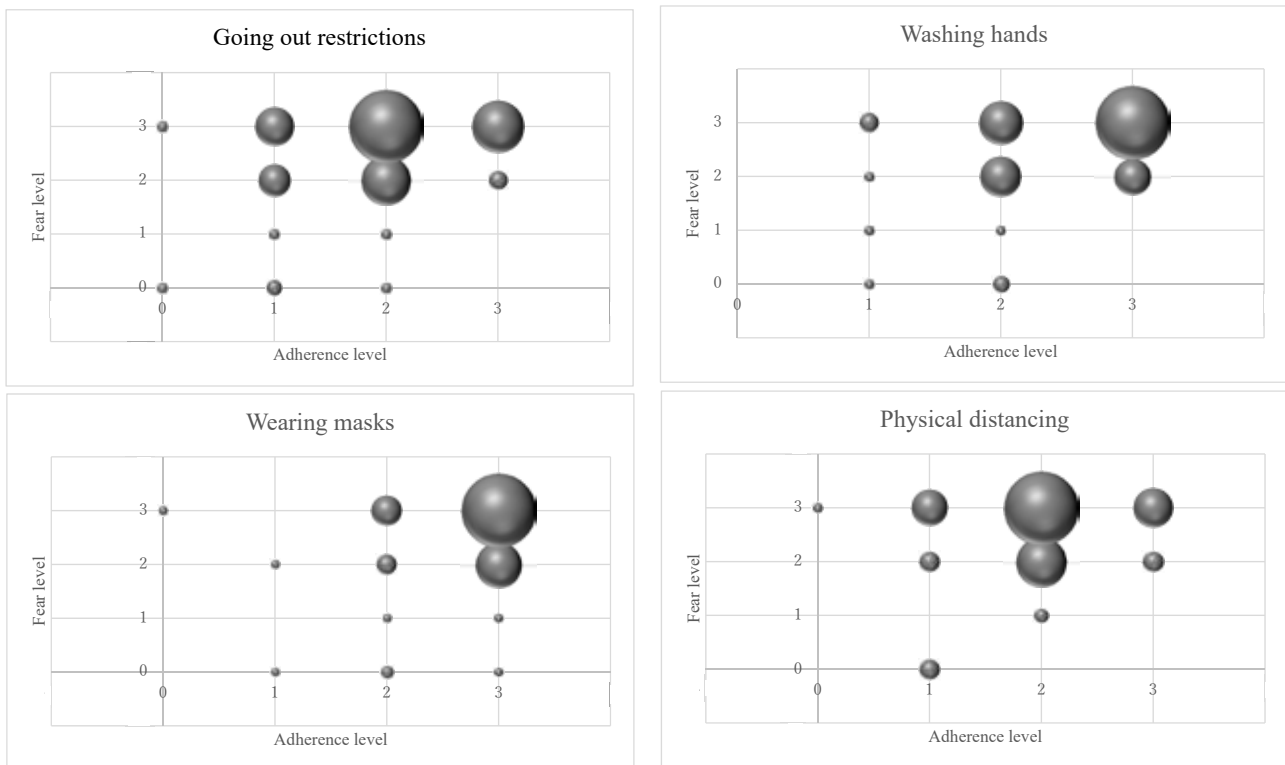 Going out restrictions
3
2
1
0
0 1 2 3
Fear level
Adherence level
Washing hands
3
2
1
0
0 1 2 3
Fear level
Adherence level
Wearing masks
3
2
1
0
0 1 2 3
Fear level
Adherence level
Physical distancing
3
2
1
0
0 1 2 3
Fear level
Adherence level